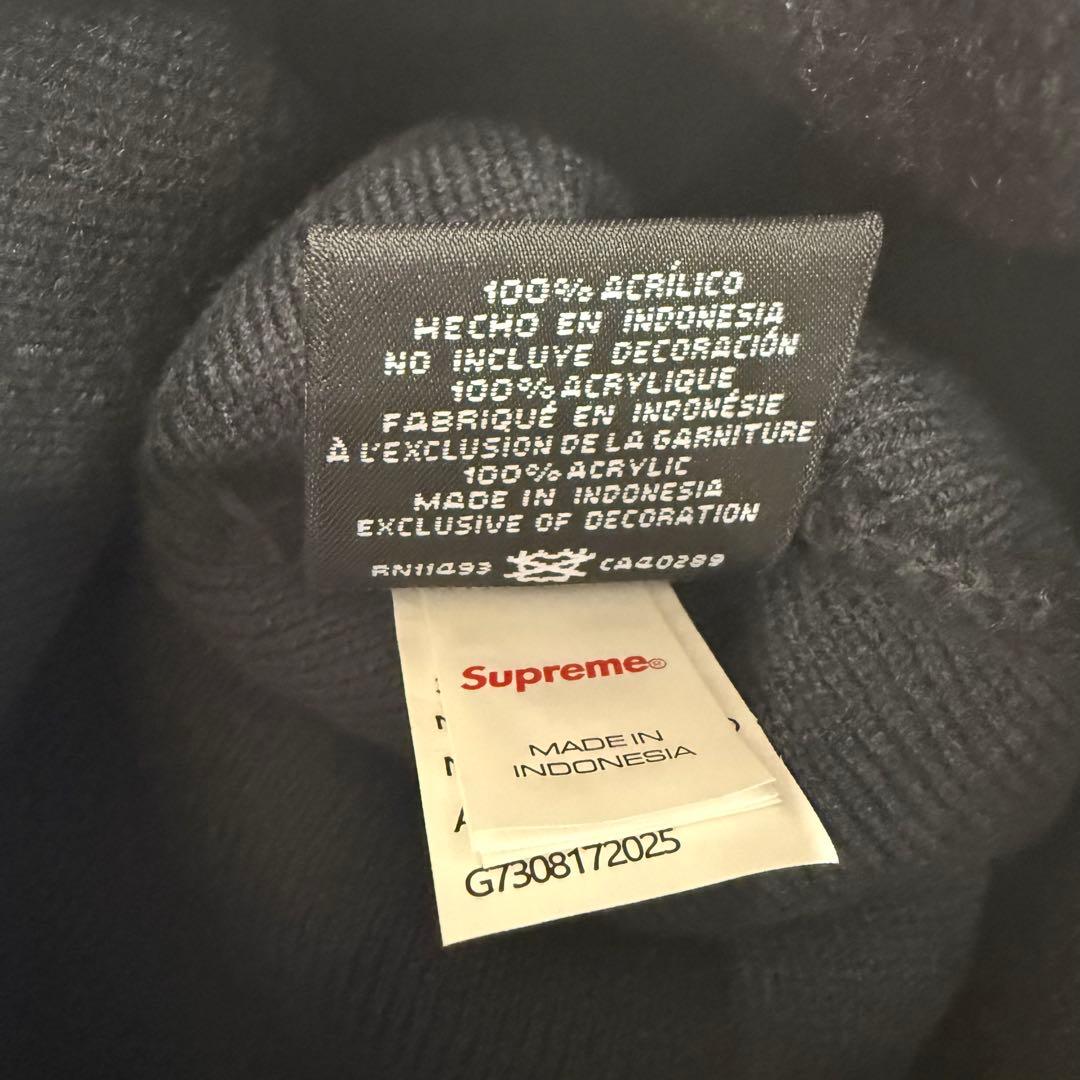 100% ACRÍLICO
HECHO EN INDONESIA
NO INCLUYE DECORACIÓN
100% ACRYLIQUE
FABRIQUÉ EN INDONÉSIE
À L'EXCLUSION DE LA GARNITURE
100% ACRYLIC
MADE IN INDONESIA
EXCLUSIVE OF DECORATION
RN11493 CA40289
Supreme®
MADE IN
INDONESIA
G7308172025